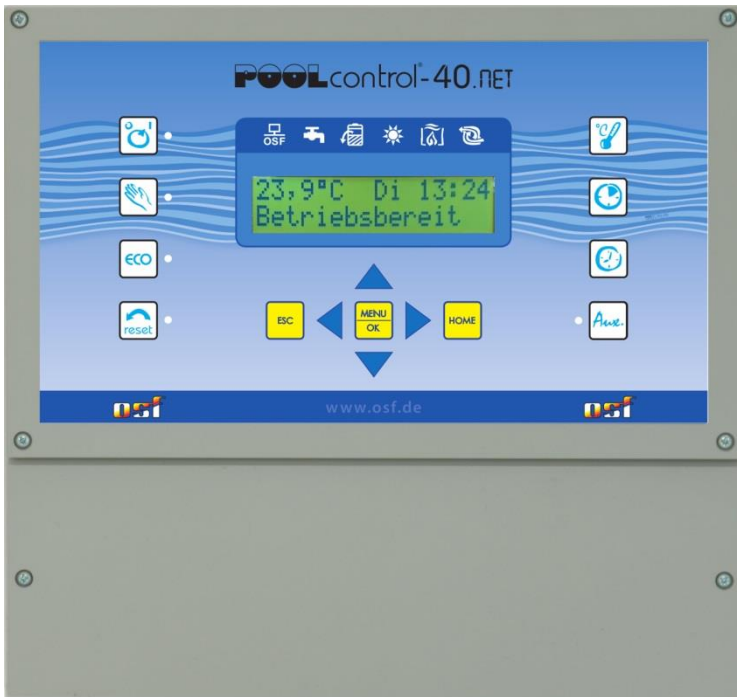 POOLcontrol-40.NET
OSF
23,9°C Di 13:24
Betriebsbereit
°C
ECO
reset
ESC
MENU
OK
HOME
Aux.
osf
www.osf.de
osf